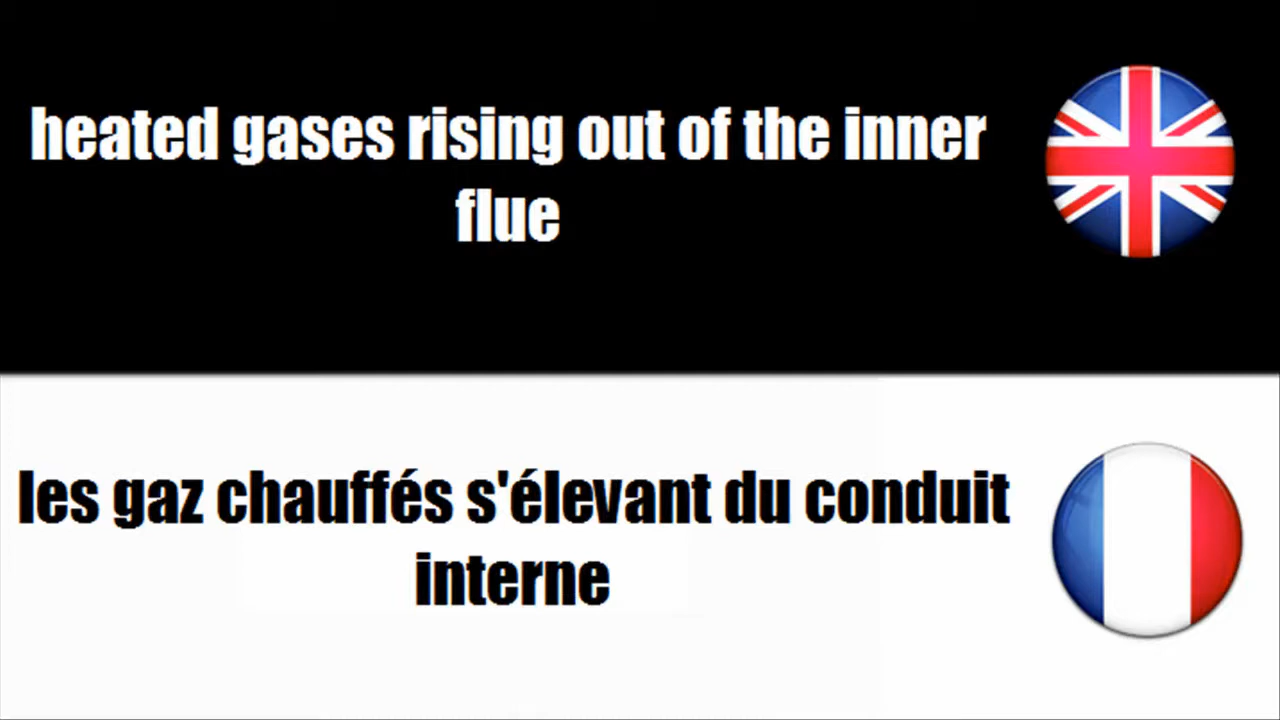 heated gases rising out of the inner
flue
les gaz chauffés s'élevant du conduit
interne